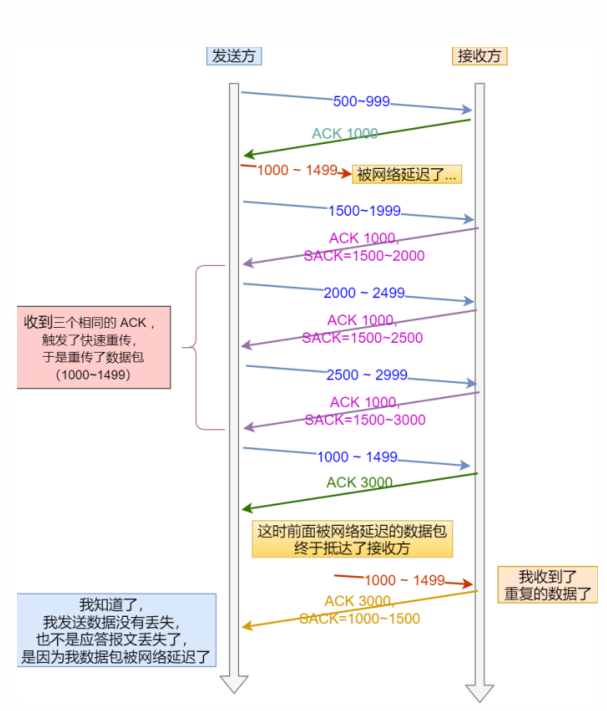 发送方
接收方
500~999
ACK 1000
1000 ~ 1499
被网络延迟了...
1500~1999
ACK 1000,
SACK=1500~2000
2000 ~ 2499
收到三个相同的 ACK ，
触发了快速重传，
于是重传了数据包
（1000~1499）
ACK 1000,
SACK=1500~2500
2500 ~ 2999
ACK 1000,
SACK=1500~3000
1000 ~ 1499
ACK 3000
这时前面被网络延迟的数据包
终于抵达了接收方
1000 ~ 1499
我收到了
重复的数据了
ACK 3000,
SACK=1000~1500
我知道了，
我发送数据没有丢失，
也不是应答报文丢失了，
是因为我数据包被网络延迟了